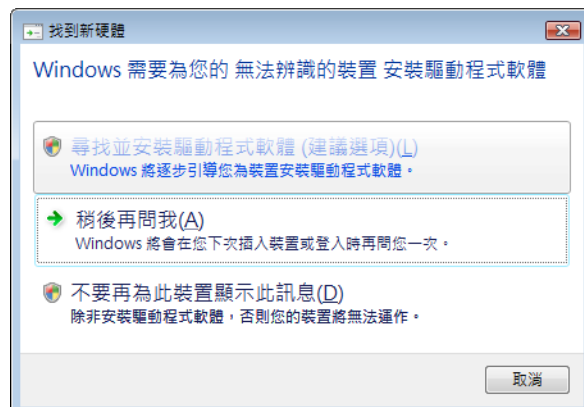 找到新硬體
Windows 需要為您的 無法辨識的裝置 安裝驅動程式軟體
尋找並安裝驅動程式軟體 (建議選項)(L)
Windows 將逐步引導您為裝置安裝驅動程式軟體。
稍後再問我(A)
Windows 將會在您下次插入裝置或登入時再問您一次。
不要再為此裝置顯示此訊息(D)
除非安裝驅動程式軟體，否則您的裝置將無法運作。
取消